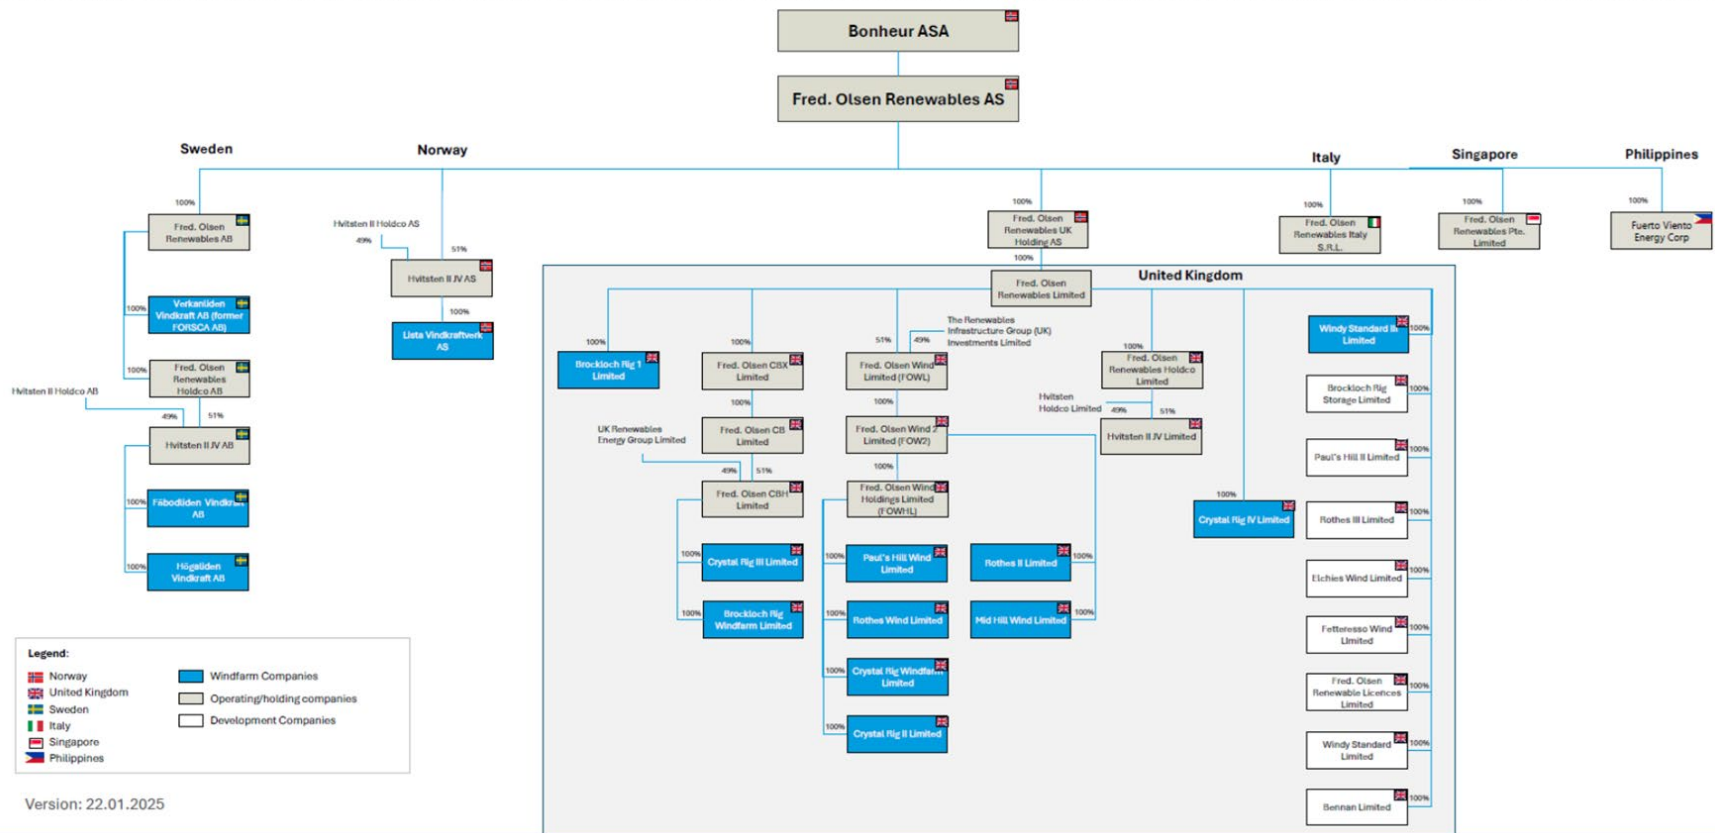 Bonheur ASA
Fred. Olsen Renewables AS
Sweden
Norway
Italy
Singapore
Philippines
100%
Fred. Olsen
Renewables AB
100%
Verkanliden
Vindkraft AB (former
FORSCA AB)
100%
Fred. Olsen
Renewables
Holdco AB
Hvitsten II Holdco AB
49%
51%
Hvitsten II JV AB
100%
Fäbodliden Vindkraft
AB
100%
Högaliden
Vindkraft AB
Hvitsten II Holdco AS
49%
51%
Hvitsten II JV AS
100%
Lista Vindkraftverk
AS
100%
Fred. Olsen
Renewables UK
Holding AS
100%
Fred. Olsen
Renewables Limited
United Kingdom
100%
Fred. Olsen
Renewables Italy
S.R.L.
100%
Fred. Olsen
Renewables Pte.
Limited
100%
Fuerto Viento
Energy Corp
100%
Brockloch Rig 1
Limited
100%
Fred. Olsen CBX
Limited
100%
Fred. Olsen CB
Limited
UK Renewables
Energy Group Limited
49%
51%
Fred. Olsen CBH
Limited
100%
Crystal Rig III Limited
100%
Brockloch Rig
Windfarm Limited
The Renewables
Infrastructure Group (UK)
Investments Limited
51%
49%
Fred. Olsen Wind
Limited (FOWL)
100%
Fred. Olsen Wind 2
Limited (FOW2)
100%
Fred. Olsen Wind
Holdings Limited
(FOWHL)
100%
Paul's Hill Wind
Limited
100%
Rothes Wind Limited
100%
Crystal Rig Windfarm
Limited
100%
Crystal Rig II Limited
Rothes II Limited
100%
Mid Hill Wind Limited
100%
100%
Fred. Olsen
Renewables Holdco
Limited
Hvitsten
Holdco Limited
49%
51%
Hvitsten II JV Limited
100%
Crystal Rig IV Limited
Windy Standard III
Limited
100%
Brockloch Rig
Storage Limited
100%
Paul's Hill II Limited
100%
Rothes III Limited
100%
Elchies Wind Limited
100%
Fetteresso Wind
Limited
100%
Fred. Olsen
Renewable Licences
Limited
100%
Windy Standard
Limited
100%
Bennan Limited
100%
Legend:
Norway
United Kingdom
Sweden
Italy
Singapore
Philippines
Windfarm Companies
Operating/holding companies
Development Companies
Version: 22.01.2025